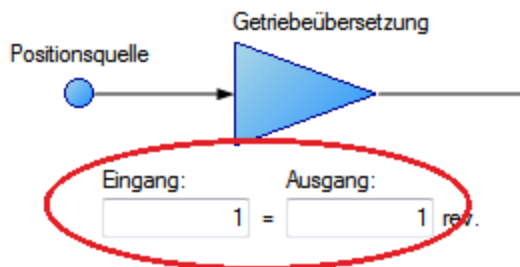 Getriebeübersetzung
Positionsquelle
Eingang: Ausgang:
1 = 1 rev.